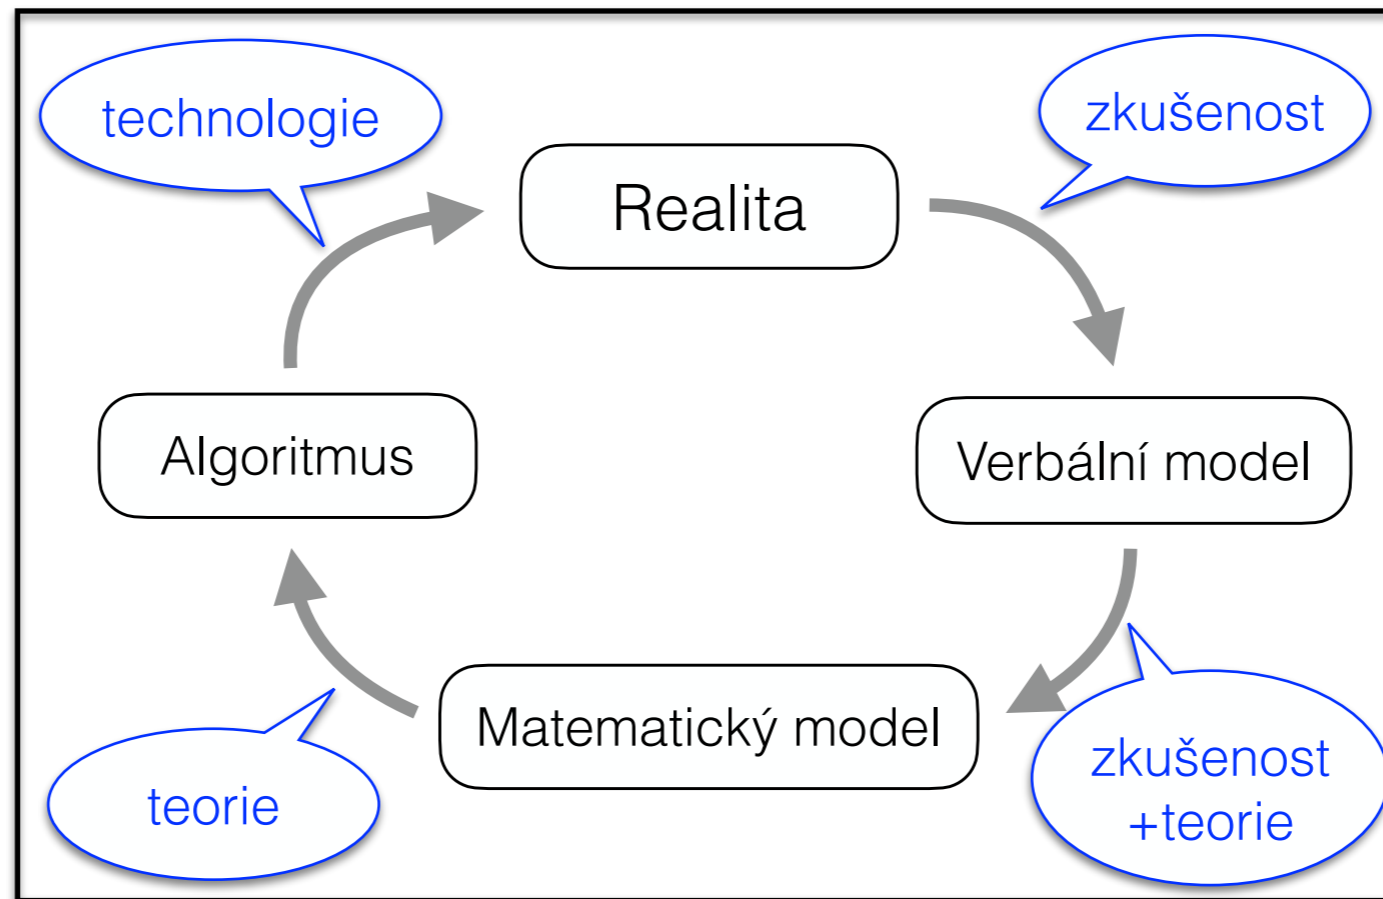 technologie
zkušenost
Realita
Algoritmus
Verbální model
Matematický model
teorie
zkušenost
+teorie